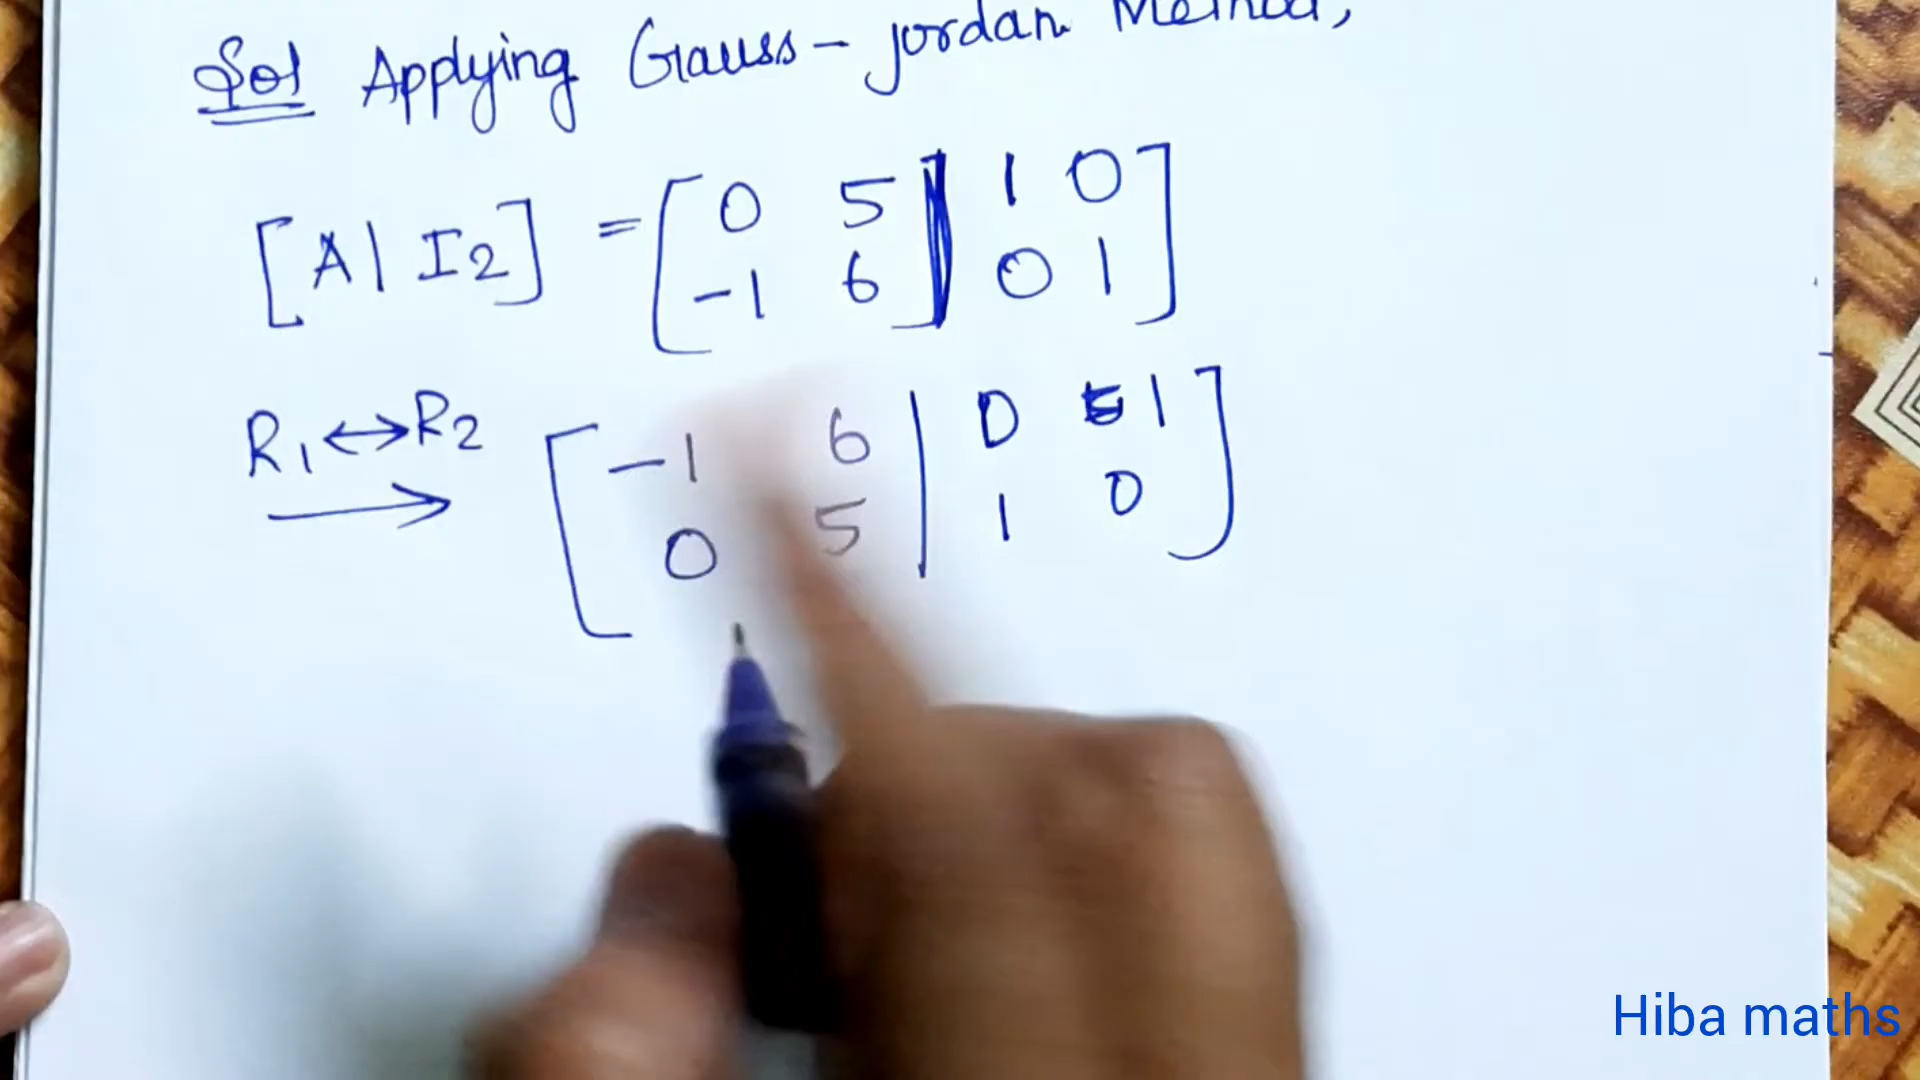 Sol Applying Gauss - jordan Method,
[A | I2] = [0 5 | 1 0
-1 6 | 0 1]
R1 ↔ R2 → [-1 6 | 0 1
0 5 | 1 0]
Hiba maths